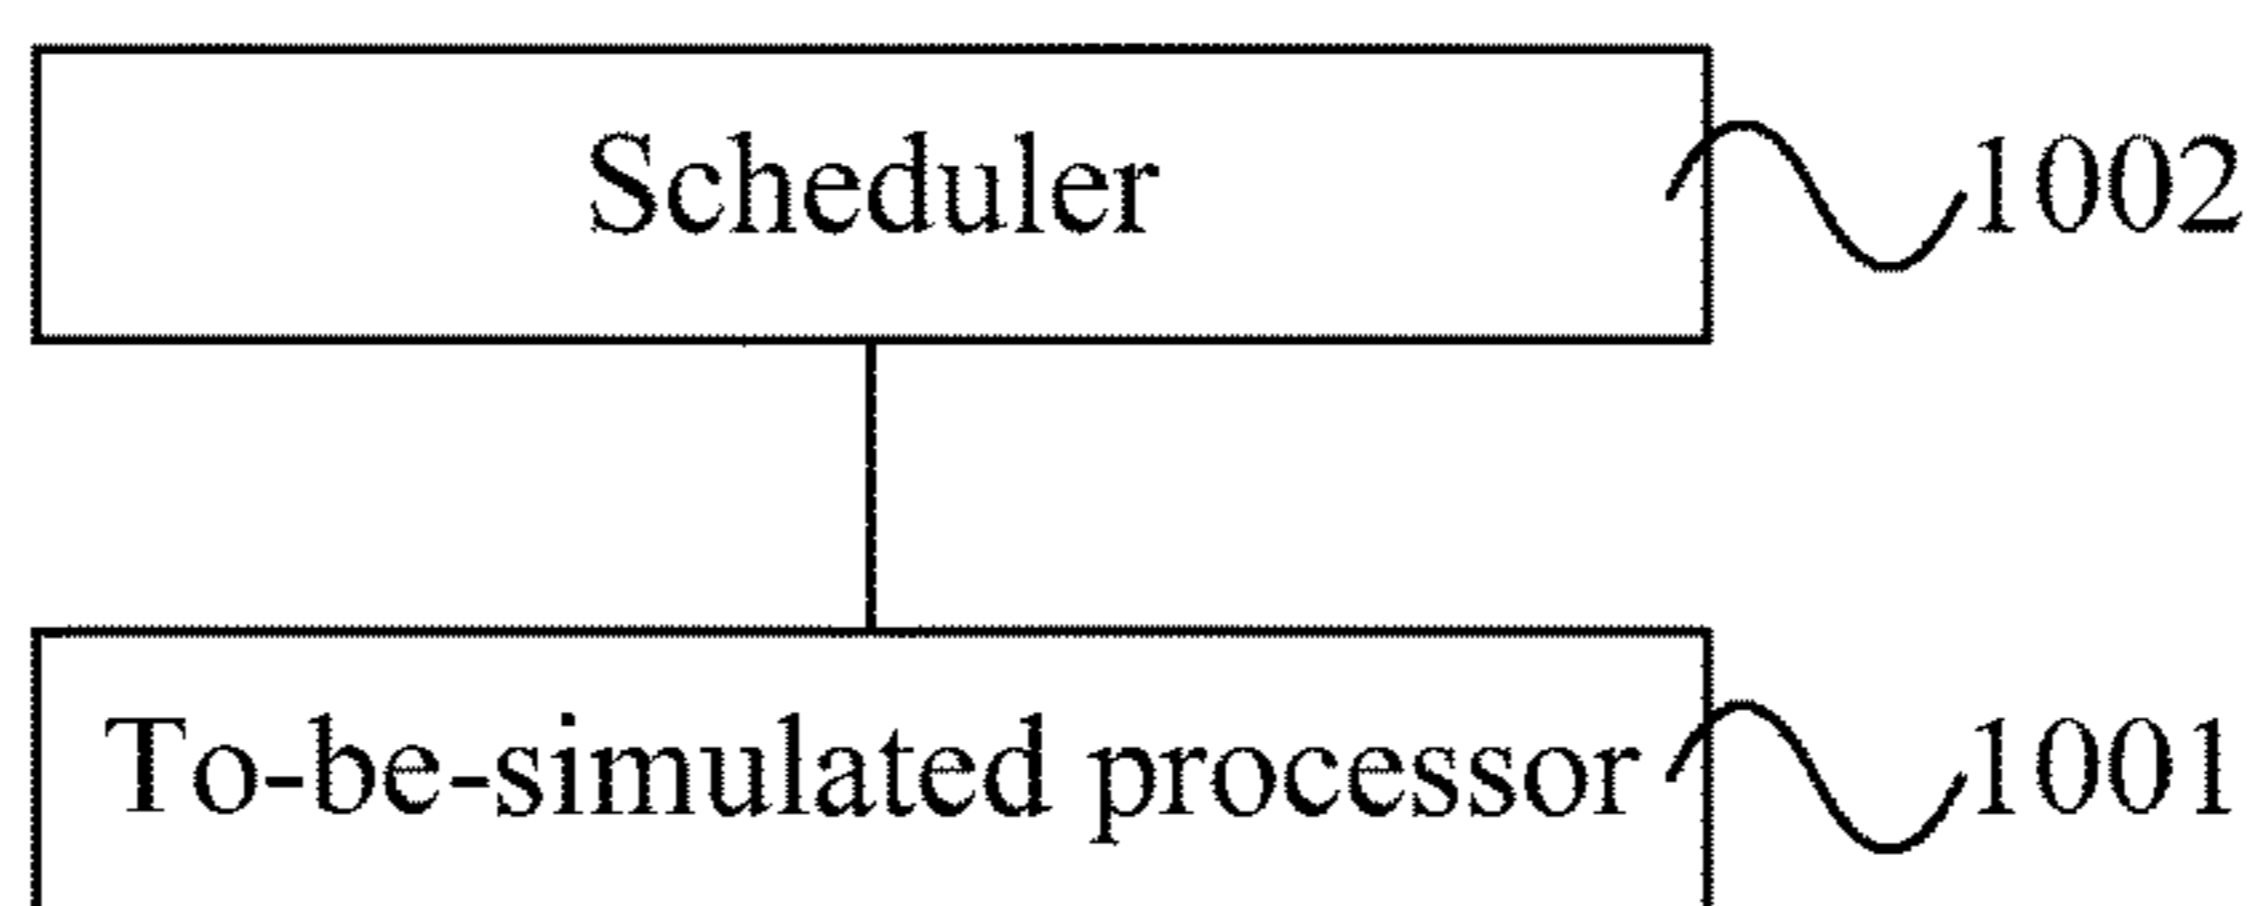 Scheduler 1002
To-be-simulated processor 1001